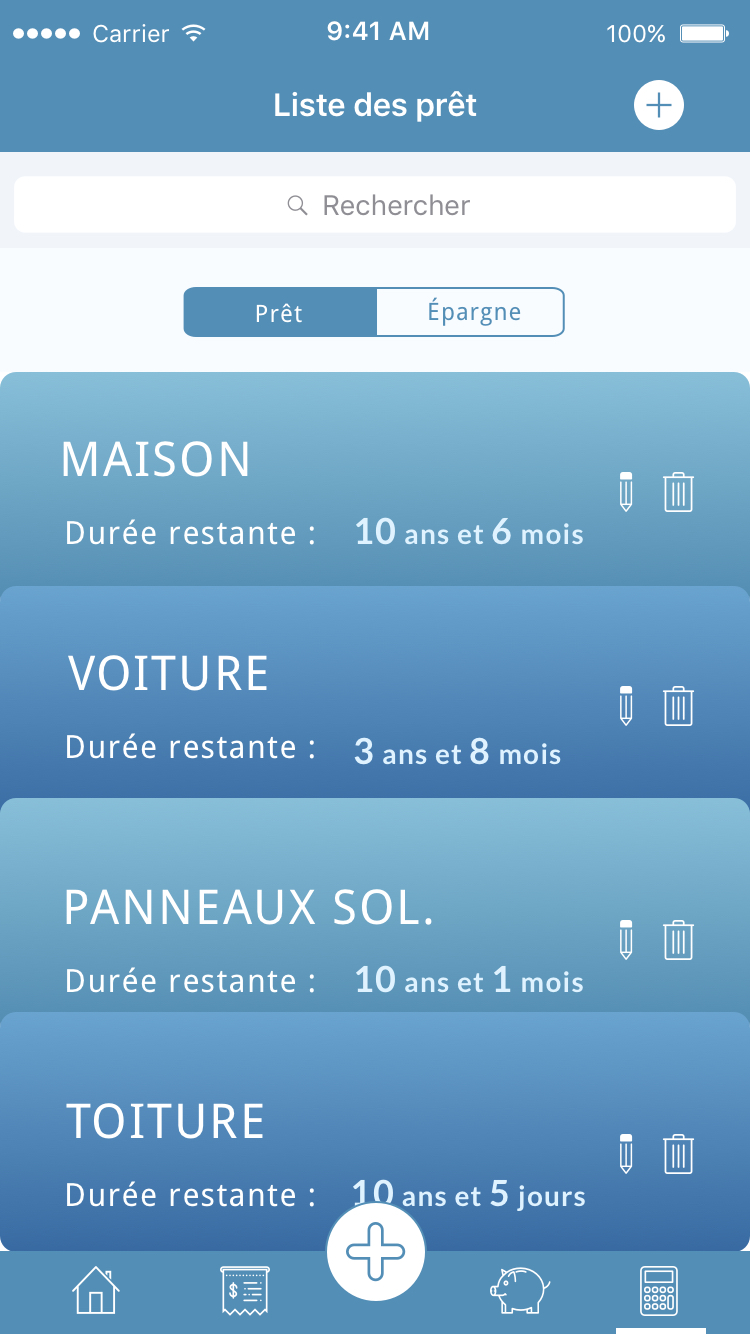 Carrier 9:41 AM 100%
Liste des prêt
Rechercher
Prêt Épargne
MAISON
Durée restante : 10 ans et 6 mois
VOITURE
Durée restante : 3 ans et 8 mois
PANNEAUX SOL.
Durée restante : 10 ans et 1 mois
TOITURE
Durée restante : 10 ans et 5 jours
$